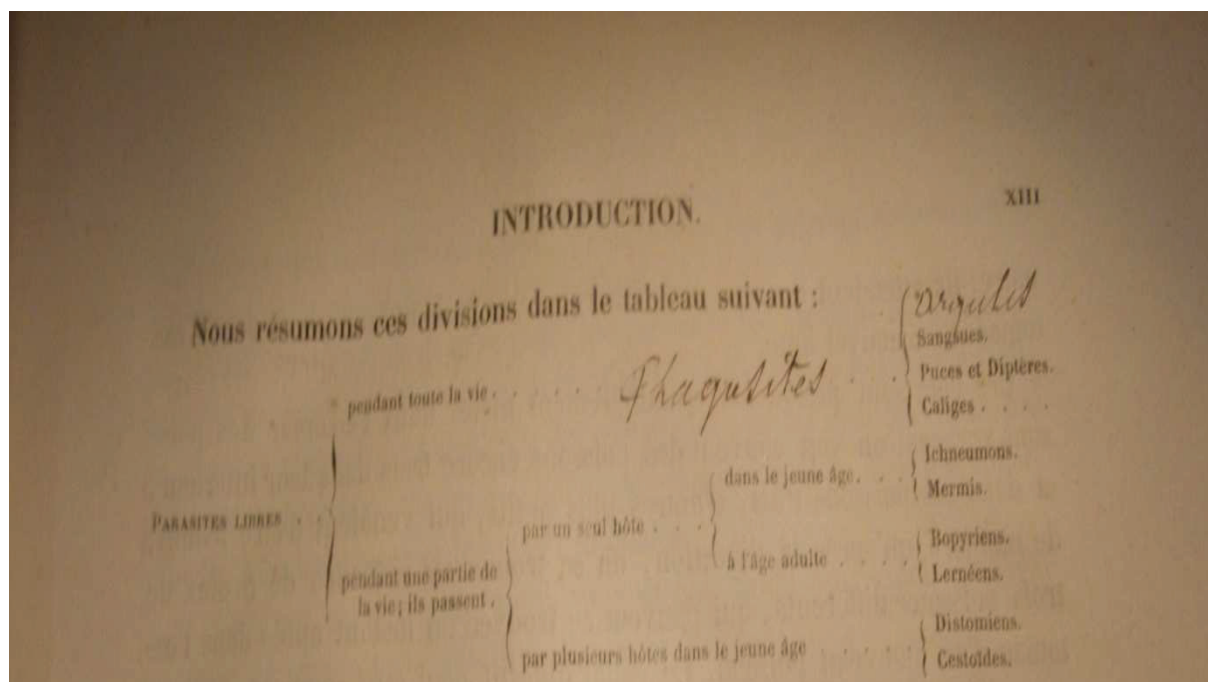 INTRODUCTION.
XIII
Nous résumons ces divisions dans le tableau suivant :
argules
Sangsues.
pendant toute la vie . . . . . Phagosites . . . Puces et Diptères.
Caliges . . . .
dans le jeune âge. . . . Ichneumons.
Mermis.
PARASITES LIBRES . .
par un seul hôte . . . .
à l'âge adulte . . . . . Bopyriens.
Lernéens.
pendant une partie de
la vie; ils passent .
par plusieurs hôtes dans le jeune âge . . . . . . Distomiens.
Cestoïdes.